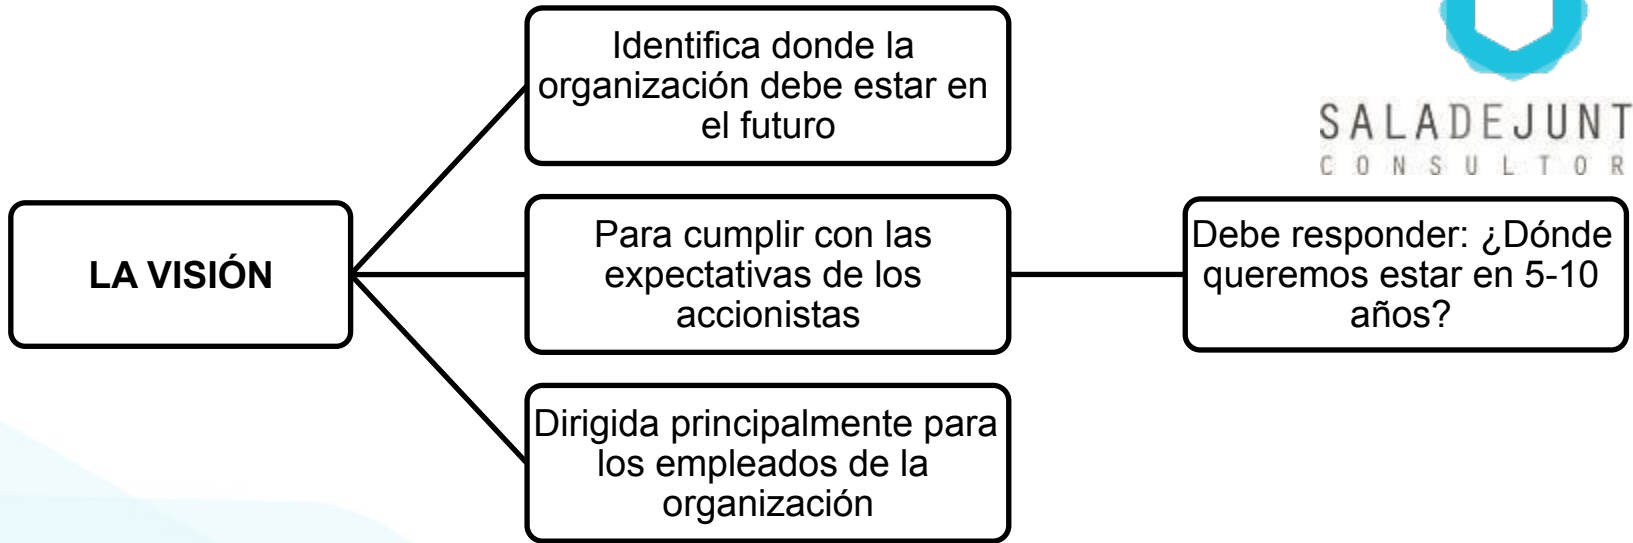 Identifica donde la
organización debe estar en
el futuro
SALADEJUNT
CONSULTOR
LA VISIÓN
Para cumplir con las
expectativas de los
accionistas
Debe responder: ¿Dónde
queremos estar en 5-10
años?
Dirigida principalmente para
los empleados de la
organización